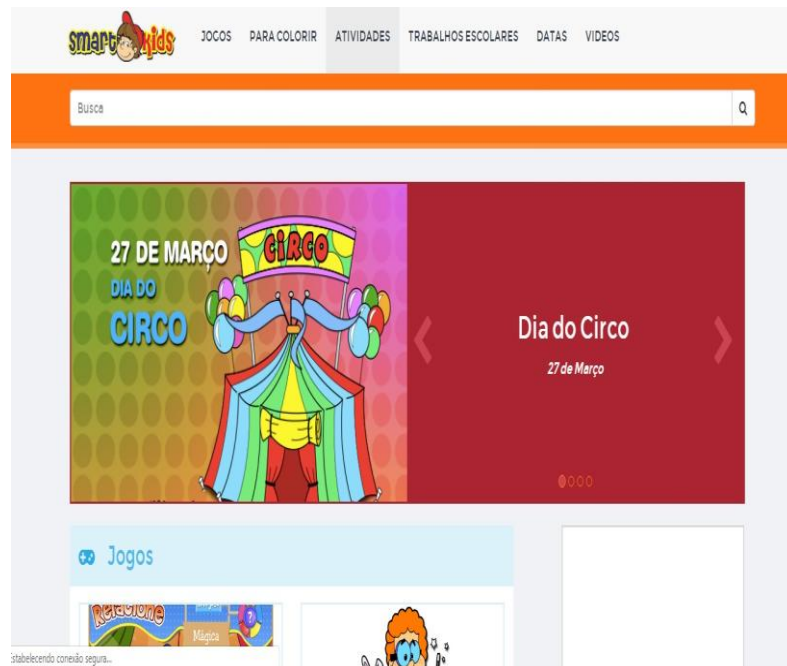 smart kids
JOGOS PARA COLORIR ATIVIDADES TRABALHOS ESCOLARES DATAS VIDEOS
Busca
27 DE MARÇO
DIA DO
CIRCO
CIRCO
Dia do Circo
27 de Março
Jogos
Relacione
Mágica
?
Estabelecendo conexão segura...